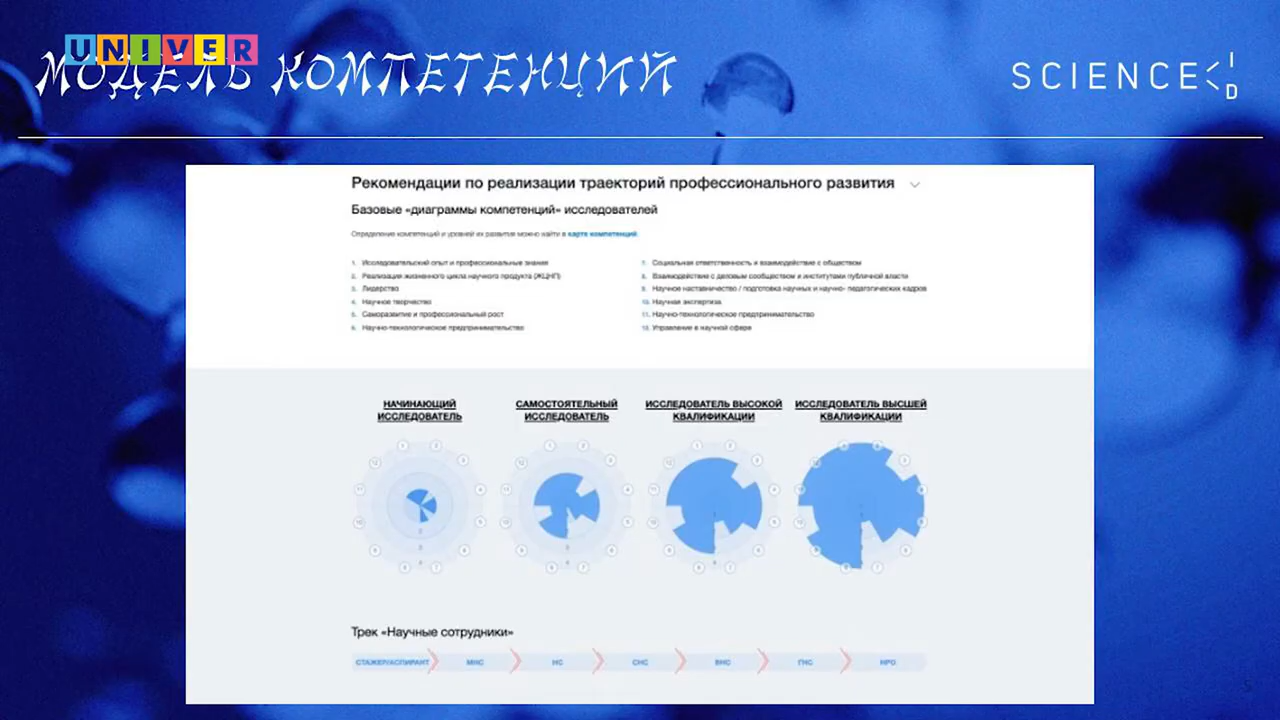 UNIVER
МОДЕЛЬ КОМПЕТЕНЦИЙ
SCIENCE ID
Рекомендации по реализации траекторий профессионального развития
Базовые «диаграммы компетенций» исследователей
Определение компетенций и уровней их развития можно найти в карте компетенций.
1. Исследовательский опыт и профессиональные знания
2. Реализация жизненного цикла научного продукта (ЖЦНП)
3. Лидерство
4. Научное творчество
5. Саморазвитие и профессиональный рост
6. Научно-технологическое предпринимательство
7. Социальная ответственность и взаимодействие с обществом
8. Взаимодействие с деловым сообществом и институтами публичной власти
9. Научное наставничество / подготовка научных и научно- педагогических кадров
10. Научная экспертиза
11. Научно-технологическое предпринимательство
12. Управление в научной сфере
НАЧИНАЮЩИЙ
ИССЛЕДОВАТЕЛЬ
САМОСТОЯТЕЛЬНЫЙ
ИССЛЕДОВАТЕЛЬ
ИССЛЕДОВАТЕЛЬ ВЫСОКОЙ
КВАЛИФИКАЦИИ
ИССЛЕДОВАТЕЛЬ ВЫСШЕЙ
КВАЛИФИКАЦИИ
Трек «Научные сотрудники»
СТАЖЕР/АСПИРАНТ МНС НС СНС ВНС ГНС НРО
5